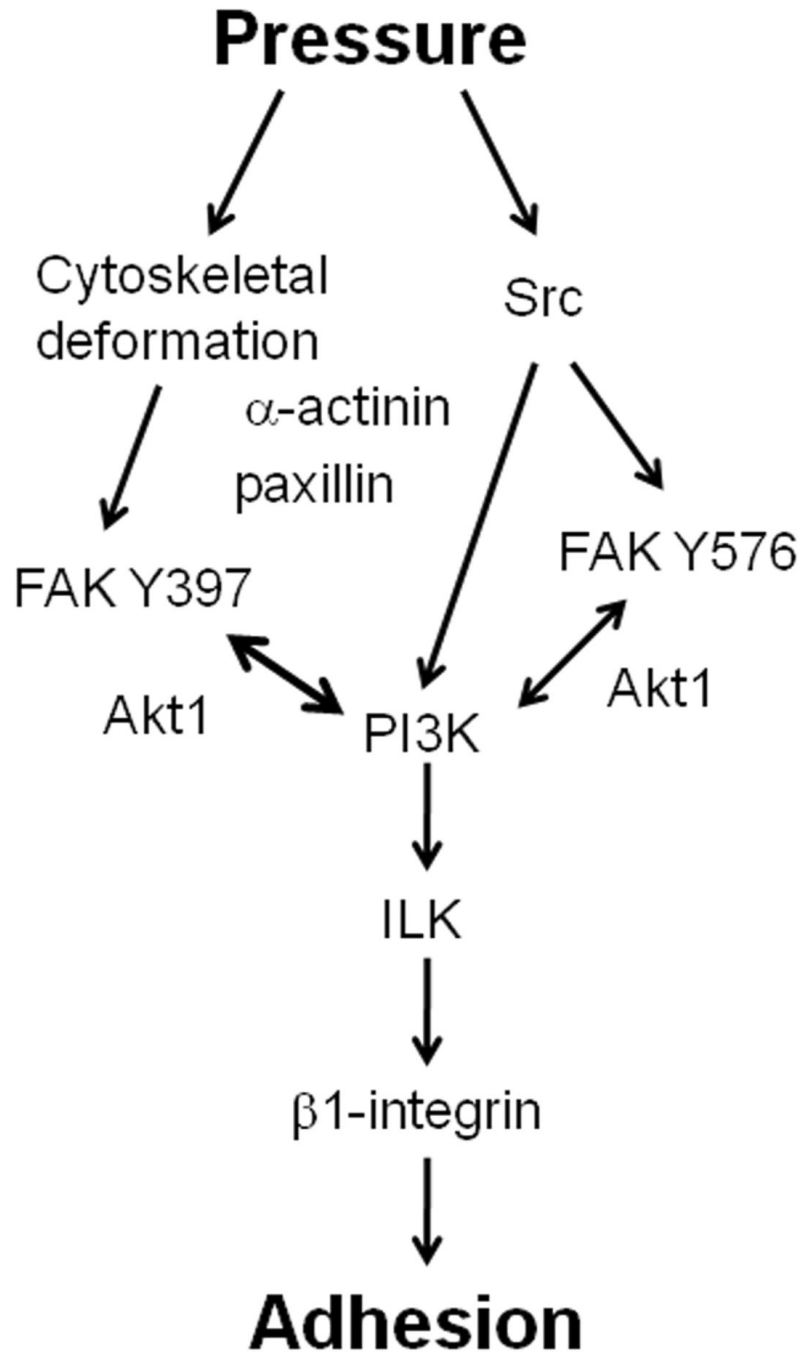 Pressure
Cytoskeletal
deformation
Src
α-actinin
paxillin
FAK Y397
FAK Y576
Akt1
Akt1
PI3K
ILK
β1-integrin
Adhesion